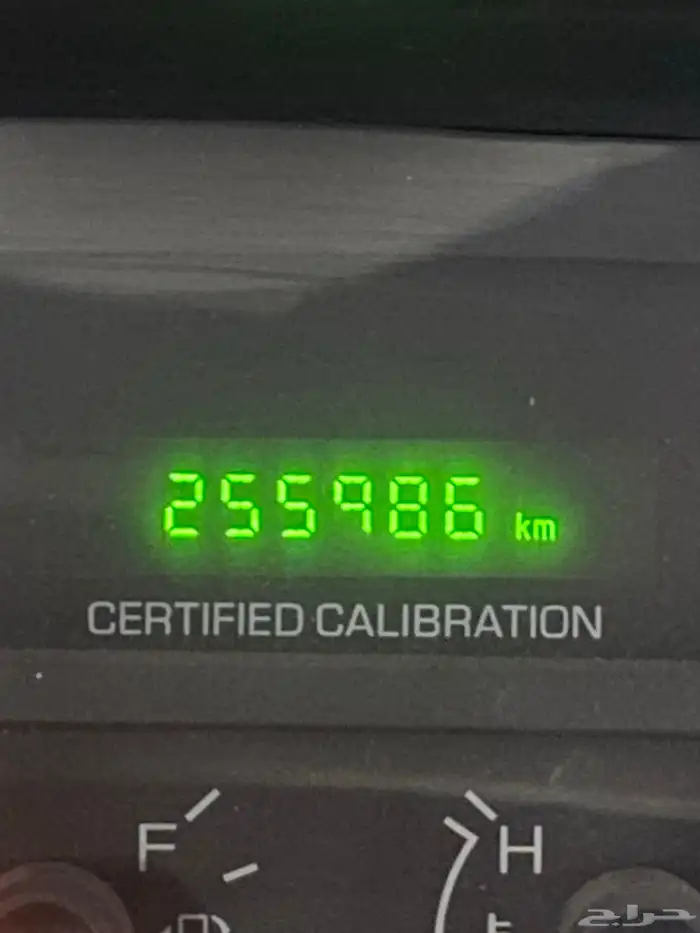 255986 km
CERTIFIED CALIBRATION
F H
حراج